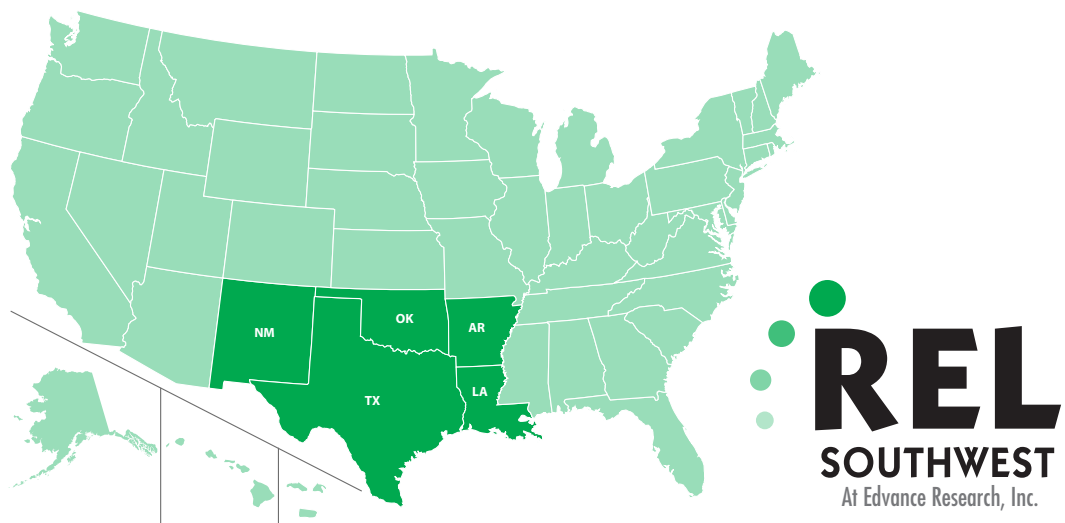 NM
OK
AR
TX
LA
REL
SOUTHWEST
At Edvance Research, Inc.